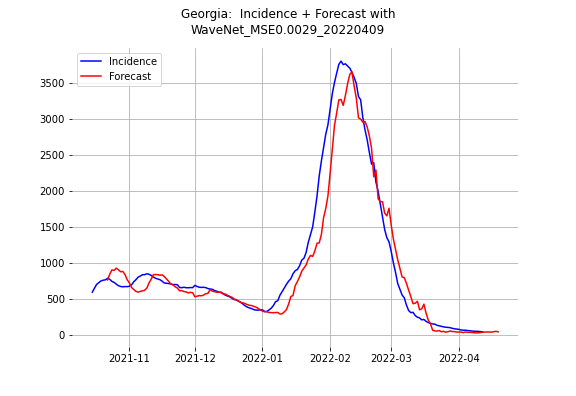 Georgia:  Incidence + Forecast with
WaveNet_MSE0.0029_20220409
Incidence
Forecast
3500
3000
2500
2000
1500
1000
500
0
2021-11 2021-12 2022-01 2022-02 2022-03 2022-04